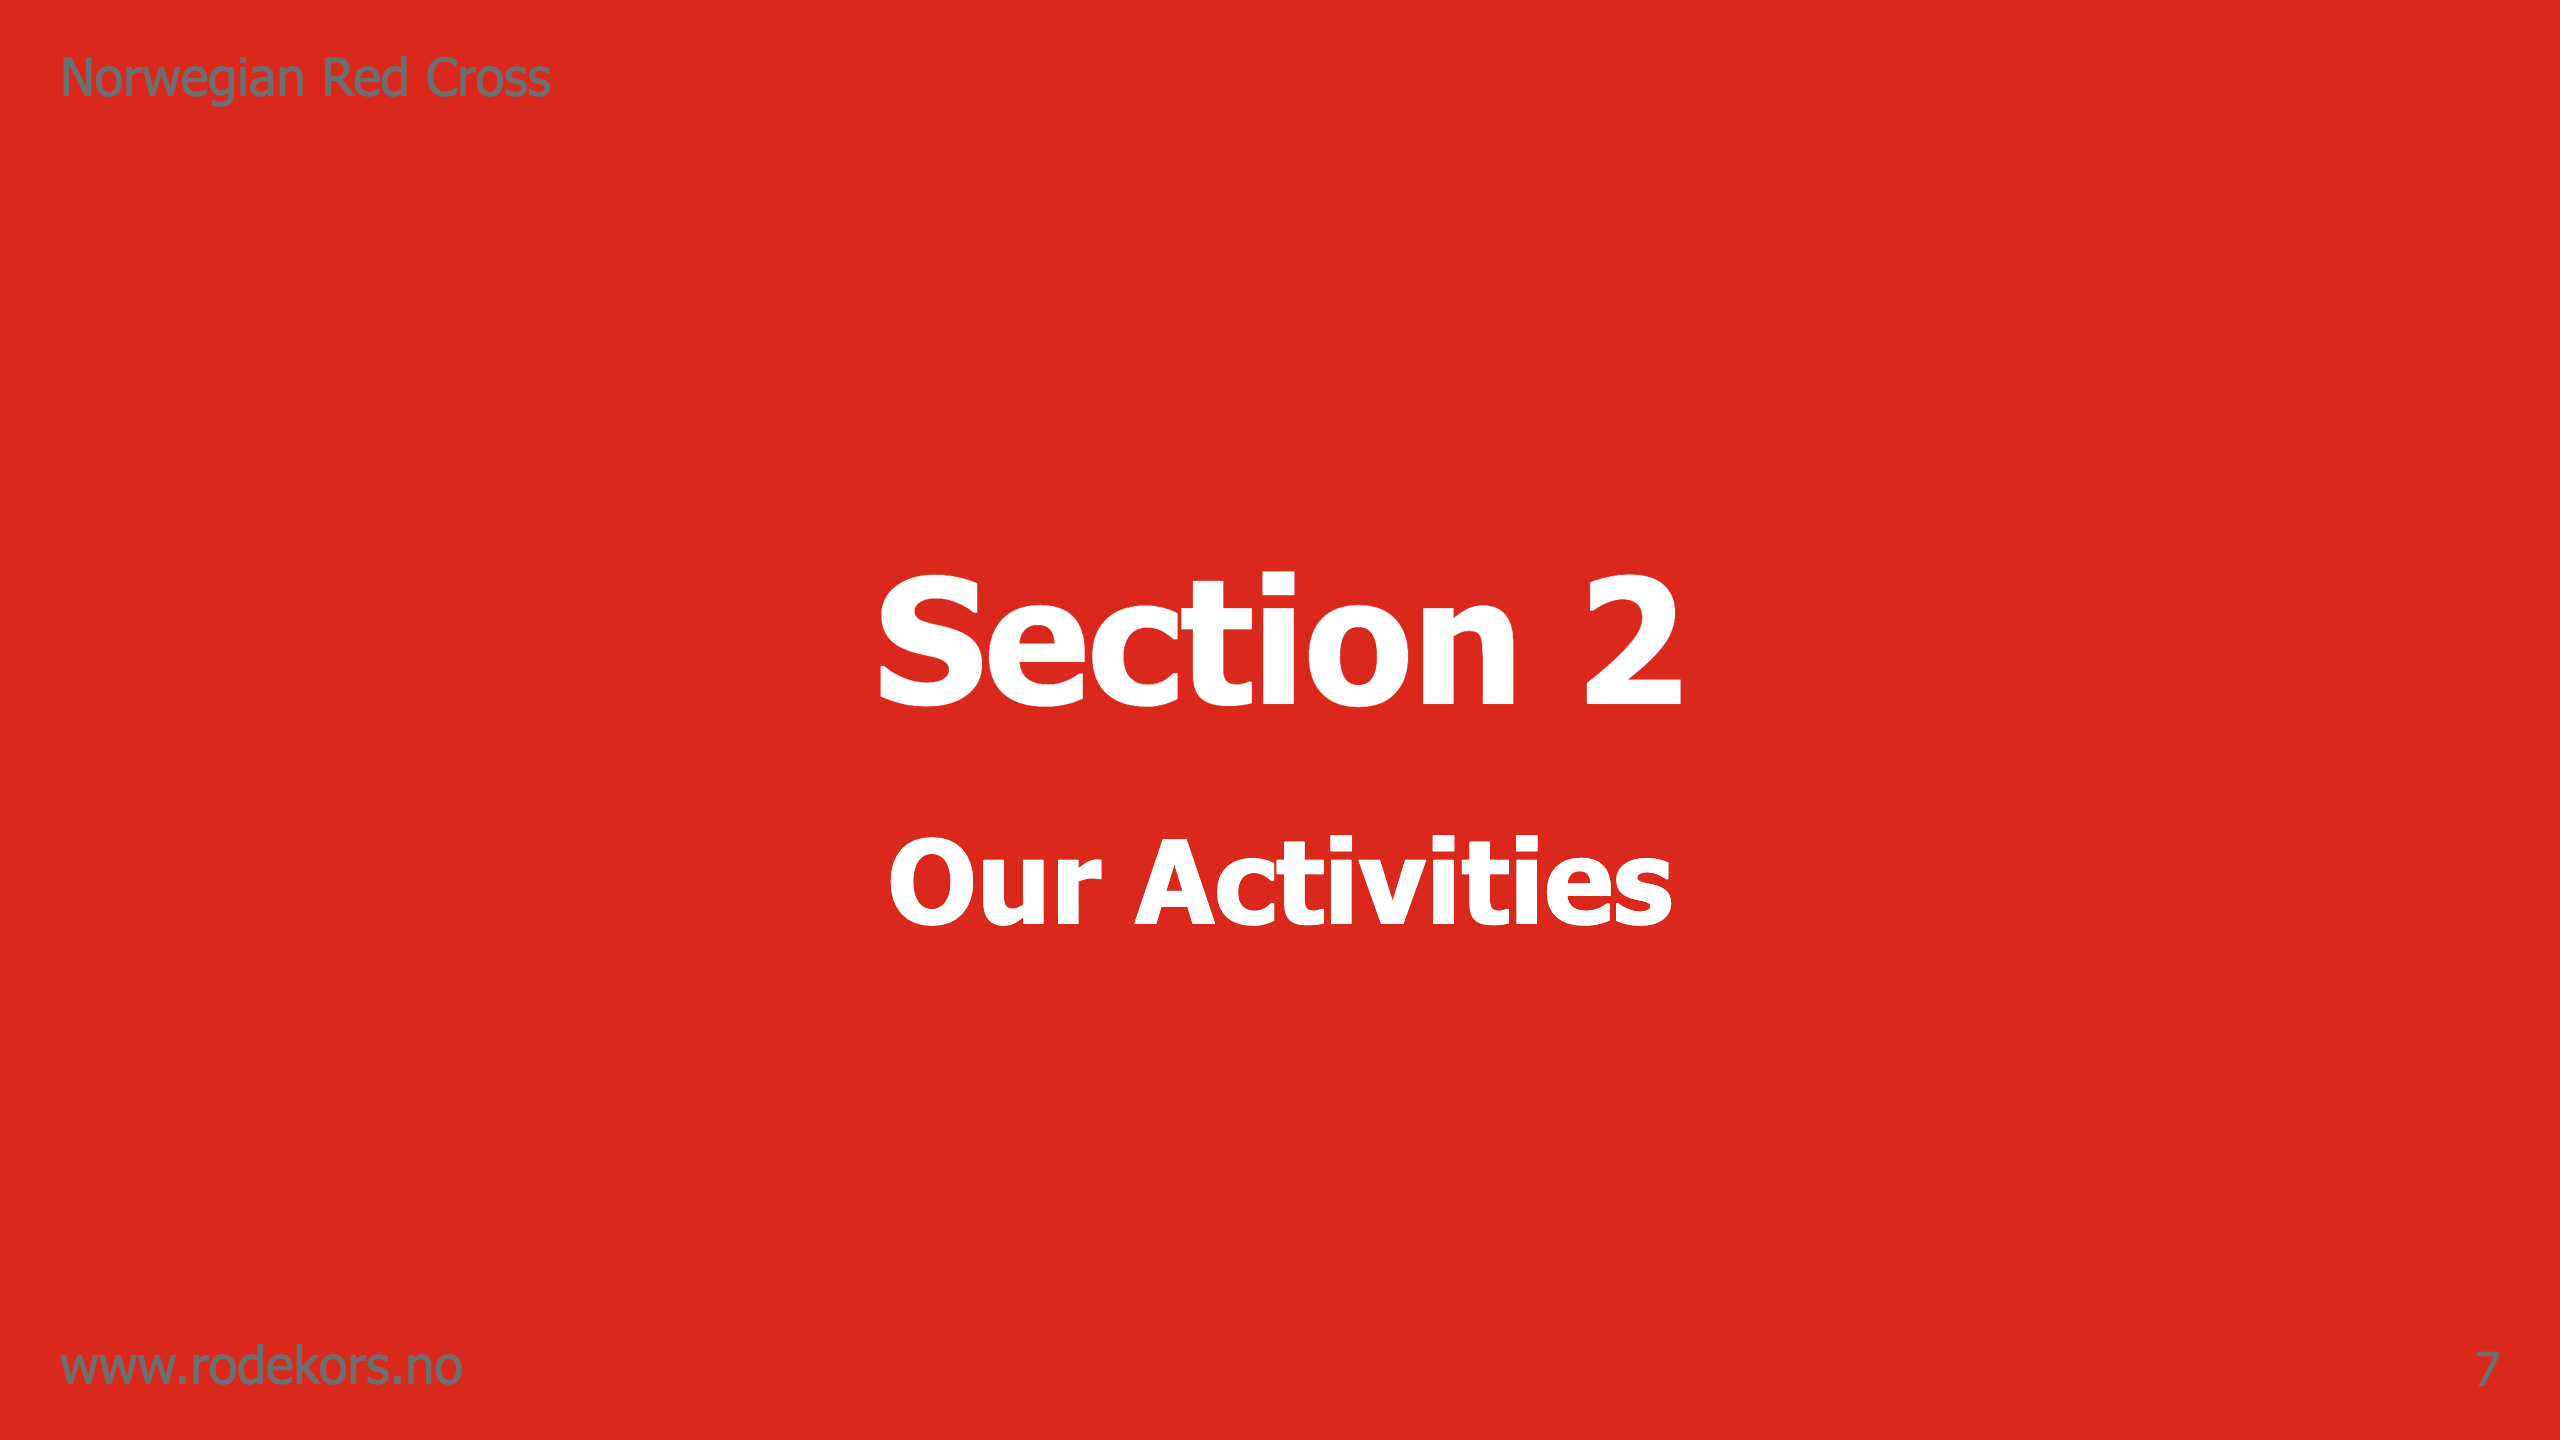 Norwegian Red Cross
Section 2
Our Activities
www.rodekors.no
7